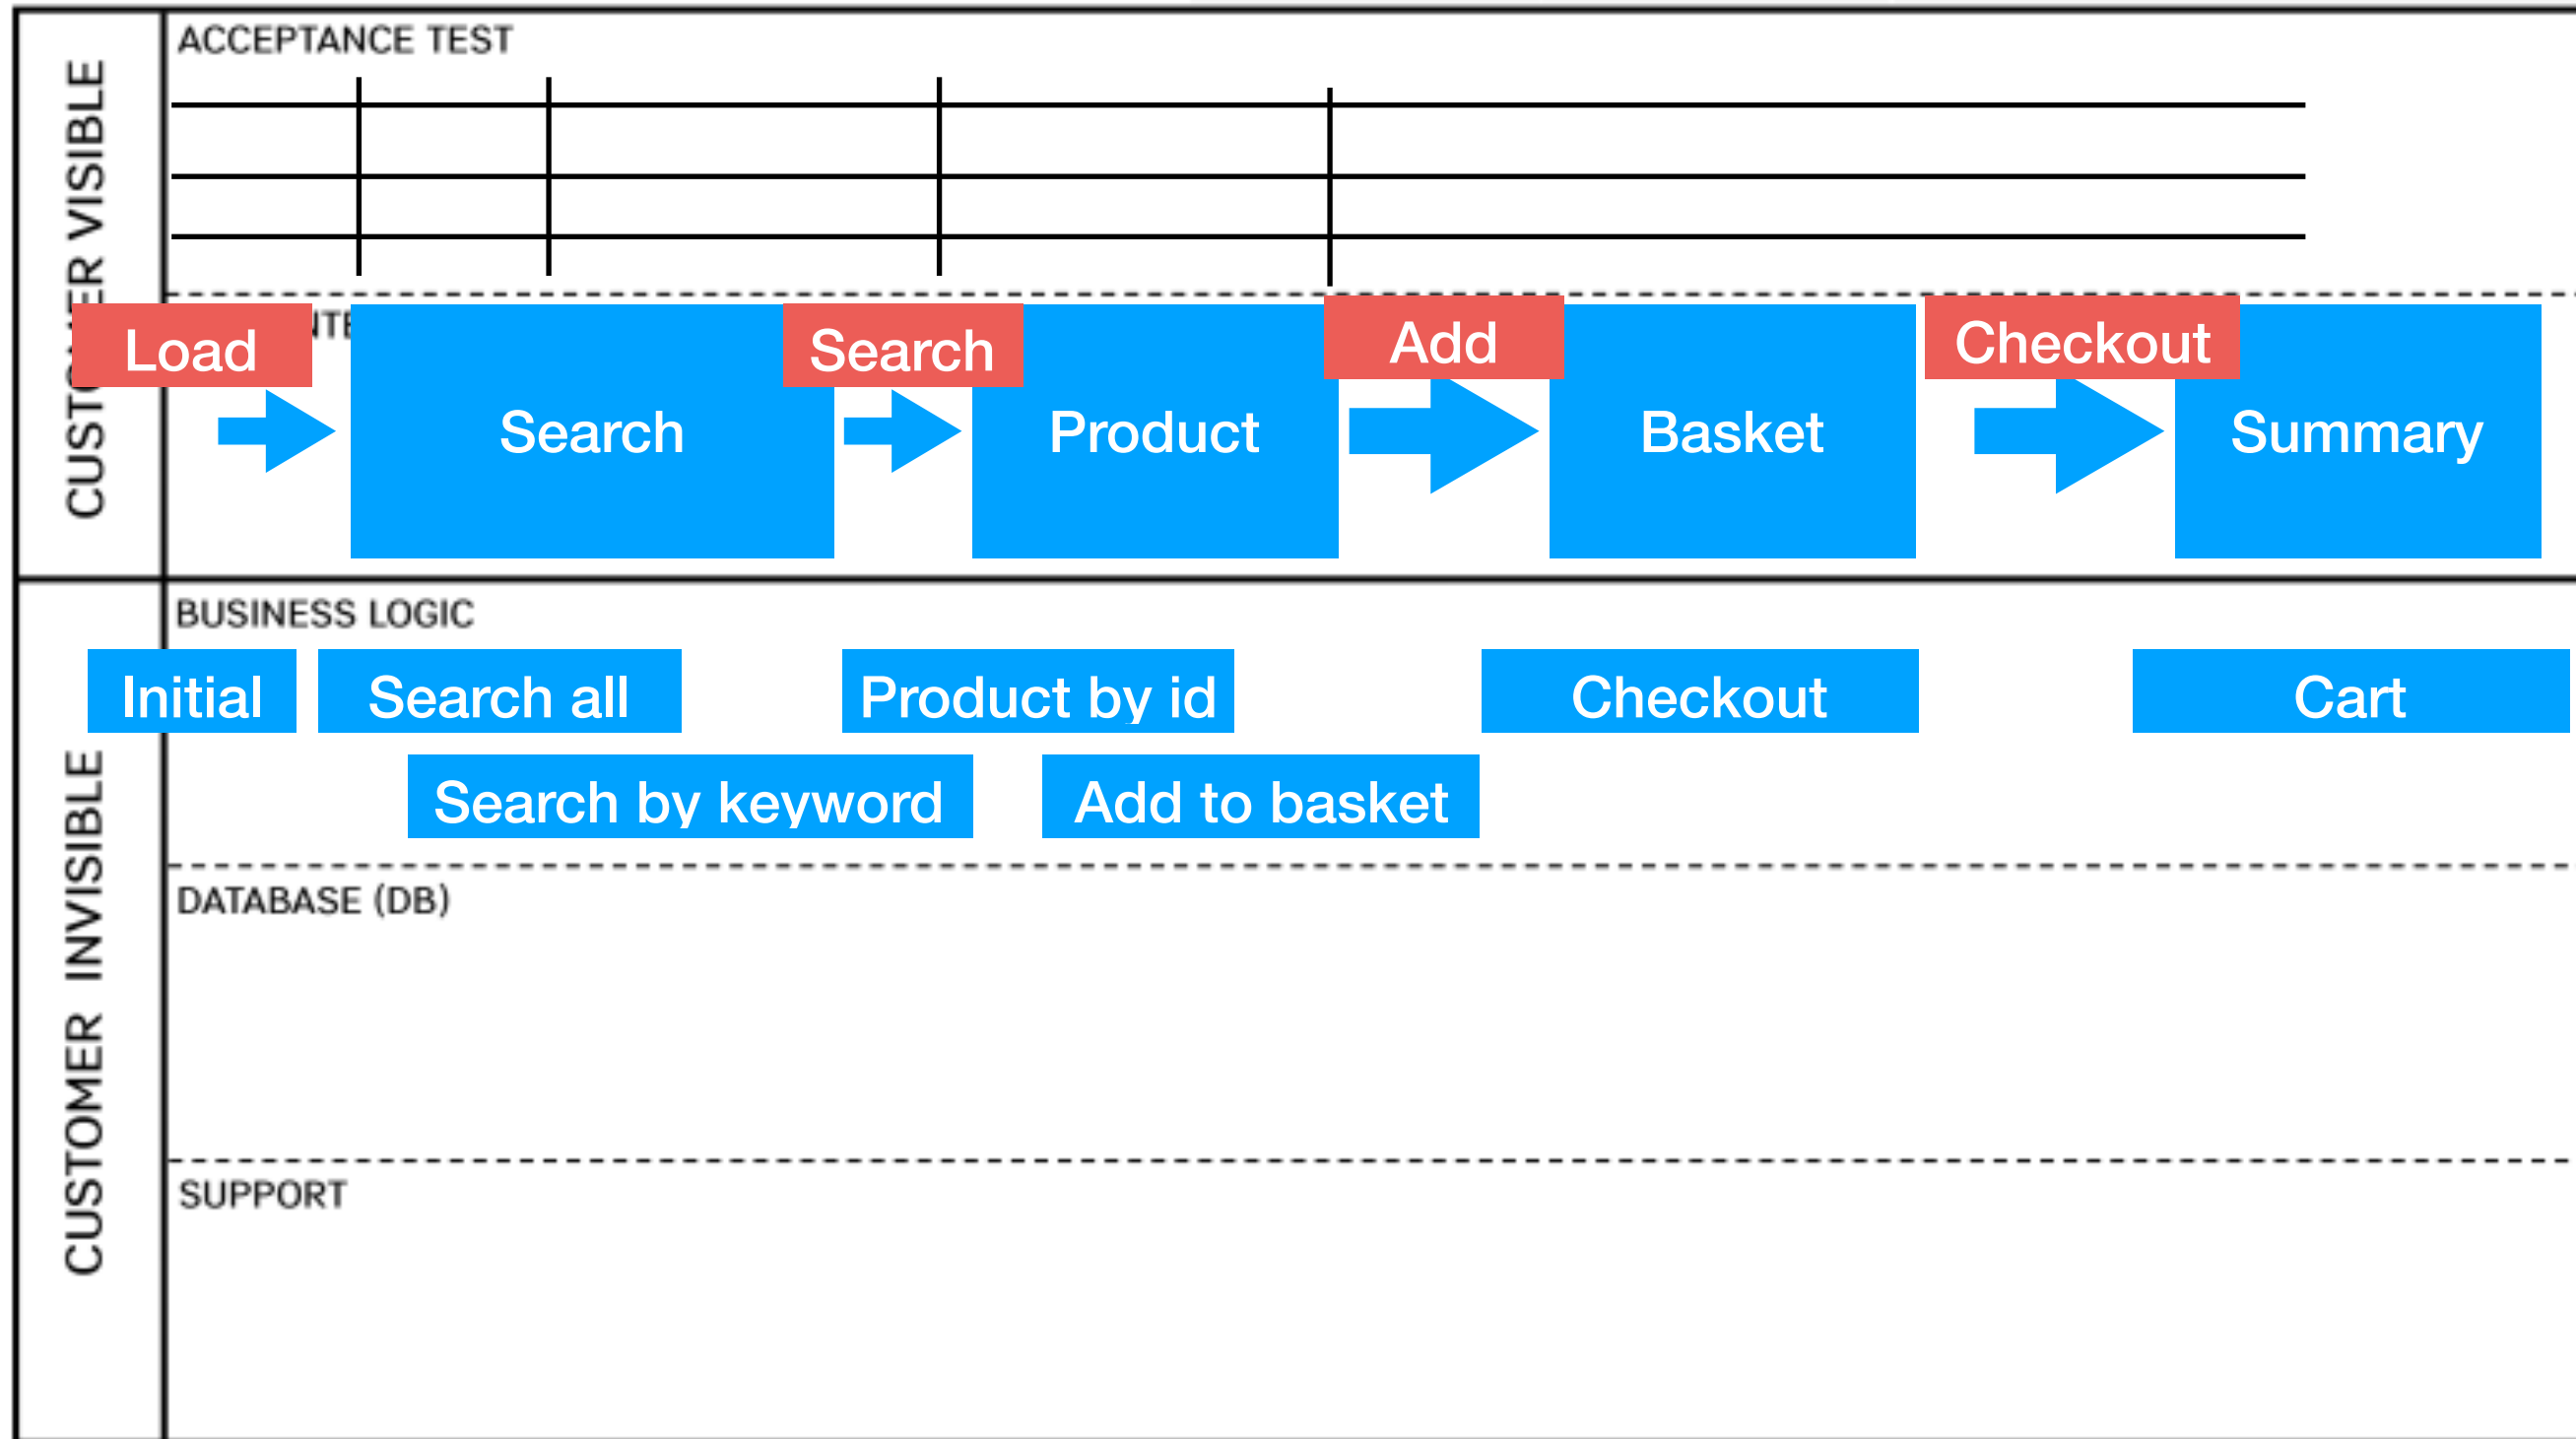 CUSTOMER VISIBLE
ACCEPTANCE TEST
Load
Search
Add
Checkout
Search
Product
Basket
Summary
CUSTOMER INVISIBLE
BUSINESS LOGIC
Initial
Search all
Product by id
Checkout
Cart
Search by keyword
Add to basket
DATABASE (DB)
SUPPORT